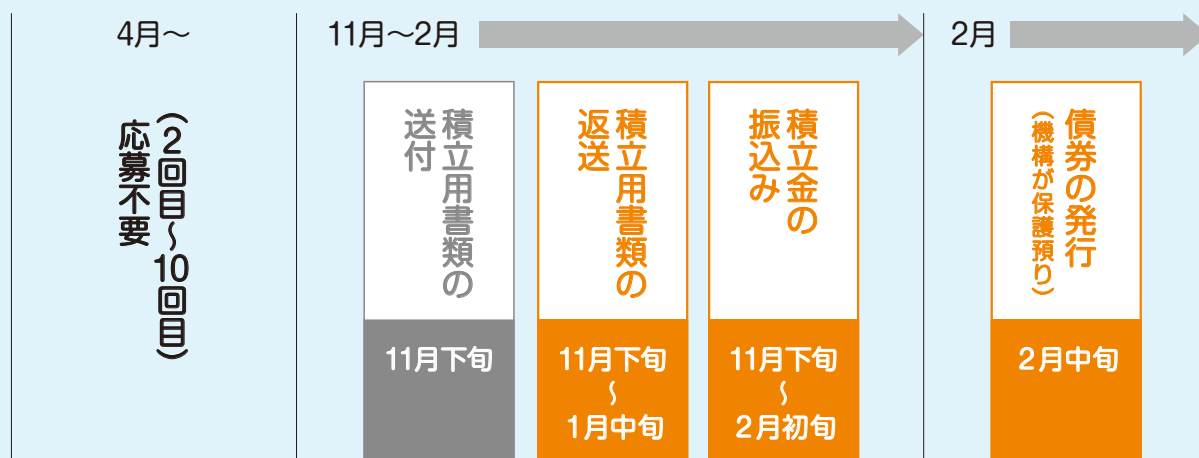 4月～
11月～2月
2月
（2回目～10回目）
応募不要
積立用書類の
送付
11月下旬
積立用書類の
返送
11月下旬
～
1月中旬
積立金の
振込み
11月下旬
～
2月初旬
債券の発行
（機構が保護預り）
2月中旬